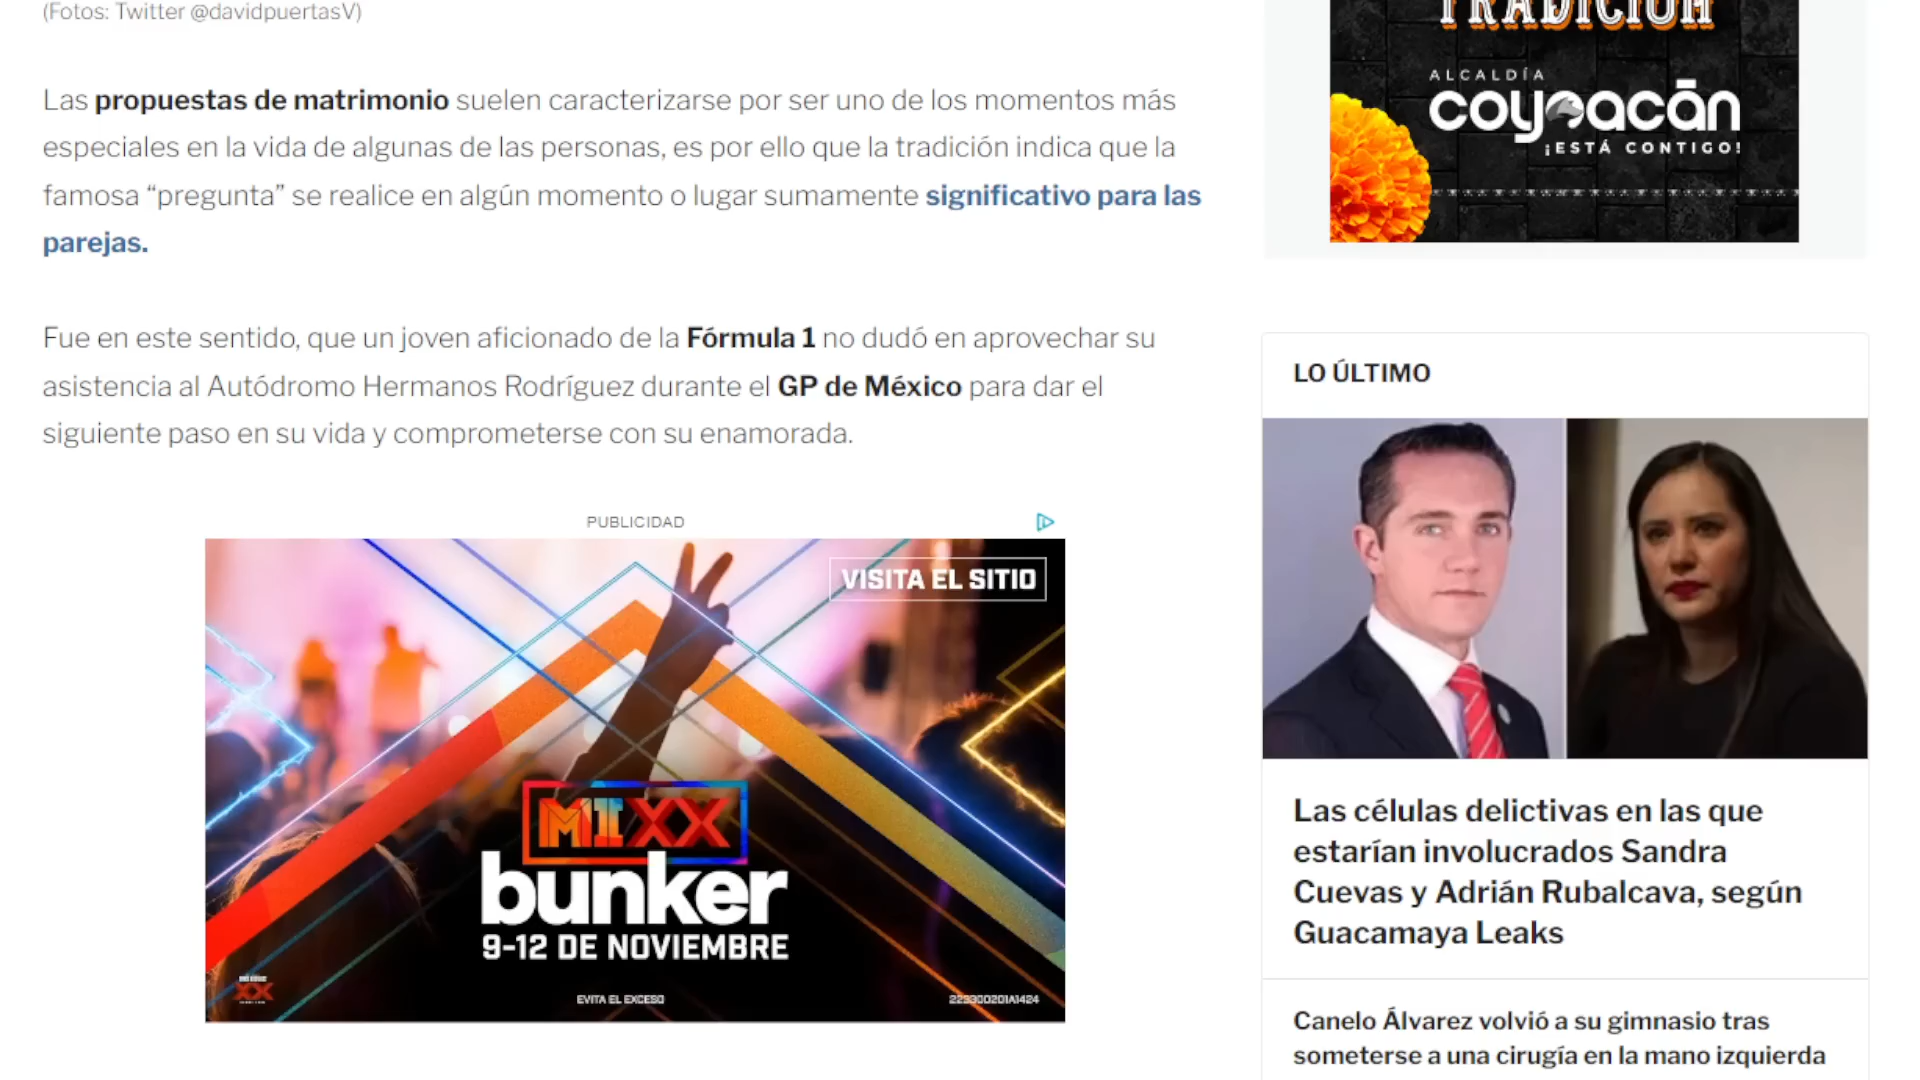 (Fotos: Twitter @davidpuertasV)
Las propuestas de matrimonio suelen caracterizarse por ser uno de los momentos más
especiales en la vida de algunas de las personas, es por ello que la tradición indica que la
famosa “pregunta” se realice en algún momento o lugar sumamente significativo para las
parejas.
Fue en este sentido, que un joven aficionado de la Fórmula 1 no dudó en aprovechar su
asistencia al Autódromo Hermanos Rodríguez durante el GP de México para dar el
siguiente paso en su vida y comprometerse con su enamorada.
PUBLICIDAD
VISITA EL SITIO
MIXX
bunker
9-12 DE NOVIEMBRE
XX
EVITA EL EXCESO
223300201A1424
TRADICIÓN
ALCALDÍA
coyoacán
¡ESTÁ CONTIGO!
LO ÚLTIMO
Las células delictivas en las que
estarían involucrados Sandra
Cuevas y Adrián Rubalcava, según
Guacamaya Leaks
Canelo Álvarez volvió a su gimnasio tras
someterse a una cirugía en la mano izquierda